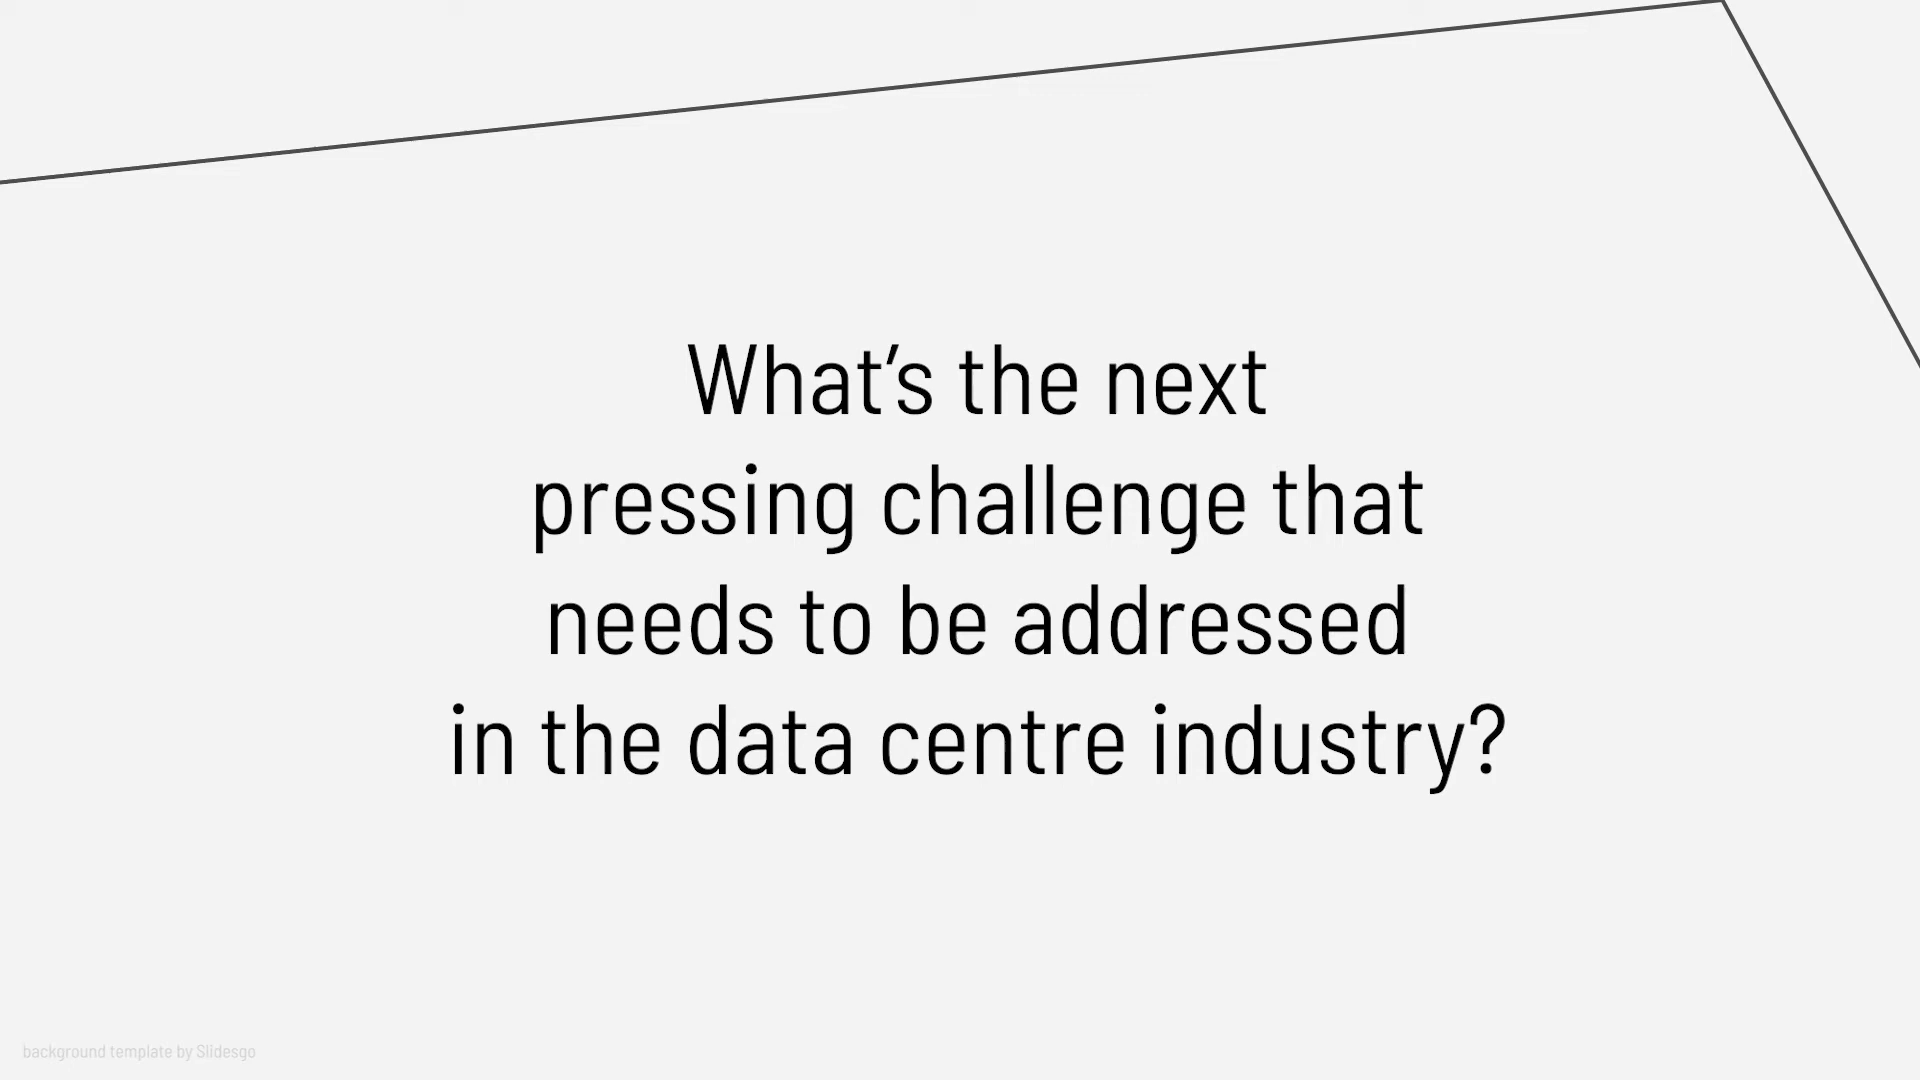 What’s the next
pressing challenge that
needs to be addressed
in the data centre industry?
background template by Slidesgo